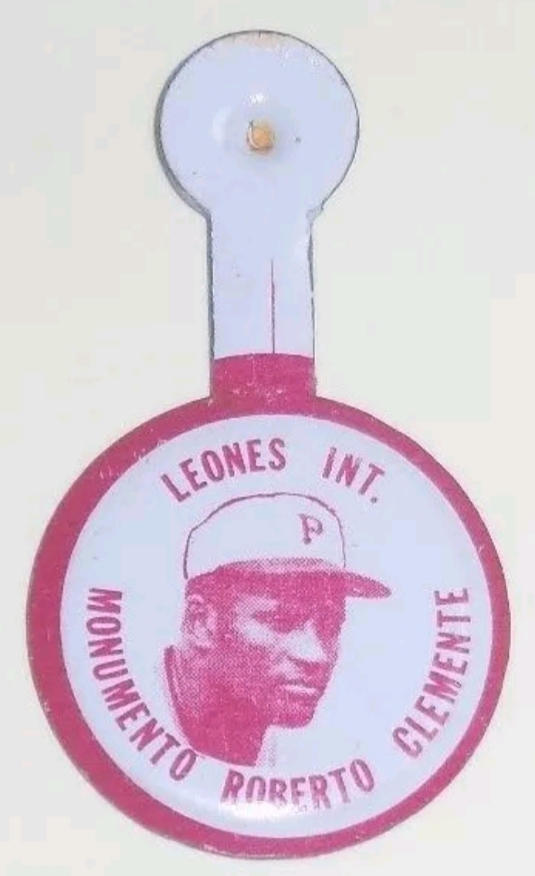 LEONES INT.
P
MONUMENTO ROBERTO CLEMENTE